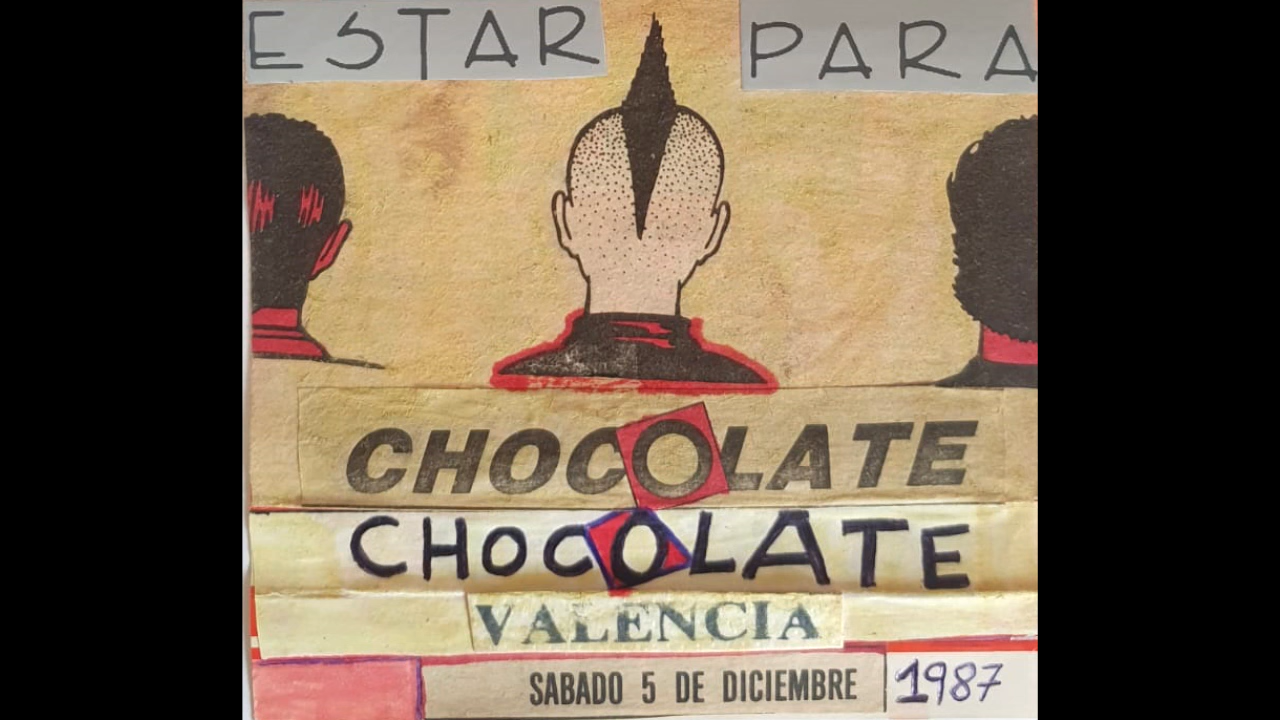 ESTAR PARA
CHOCOLATE
CHOCOLATE
VALENCIA
SABADO 5 DE DICIEMBRE 1987